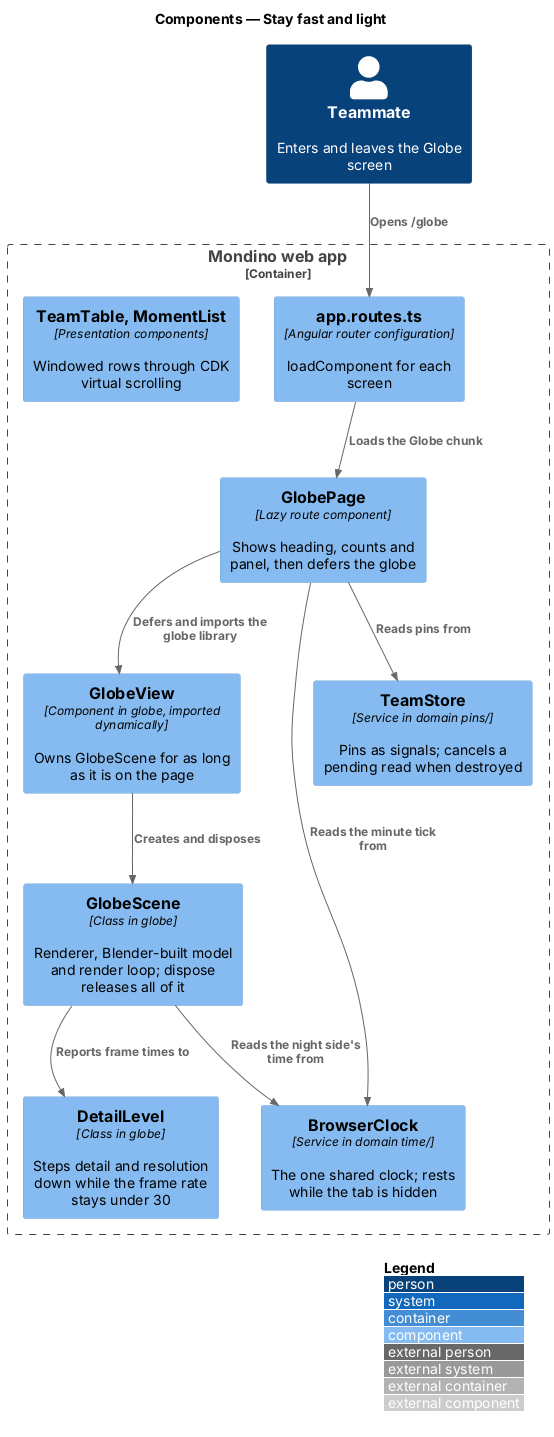 Components — Stay fast and light
Teammate
Enters and leaves the Globe
screen
Opens /globe
Mondino web app
[Container]
TeamTable, MomentList
[Presentation components]
Windowed rows through CDK
virtual scrolling
app.routes.ts
[Angular router configuration]
loadComponent for each
screen
Loads the Globe chunk
GlobePage
[Lazy route component]
Shows heading, counts and
panel, then defers the globe
Defers and imports the
globe library
Reads pins from
GlobeView
[Component in globe, imported
dynamically]
Owns GlobeScene for as long
as it is on the page
TeamStore
[Service in domain pins/]
Pins as signals; cancels a
pending read when destroyed
Creates and disposes
Reads the minute tick
from
GlobeScene
[Class in globe]
Renderer, Blender-built model
and render loop; dispose
releases all of it
Reports frame times to
Reads the night side's
time from
DetailLevel
[Class in globe]
Steps detail and resolution
down while the frame rate
stays under 30
BrowserClock
[Service in domain time/]
The one shared clock; rests
while the tab is hidden
Legend
person
system
container
component
external person
external system
external container
external component